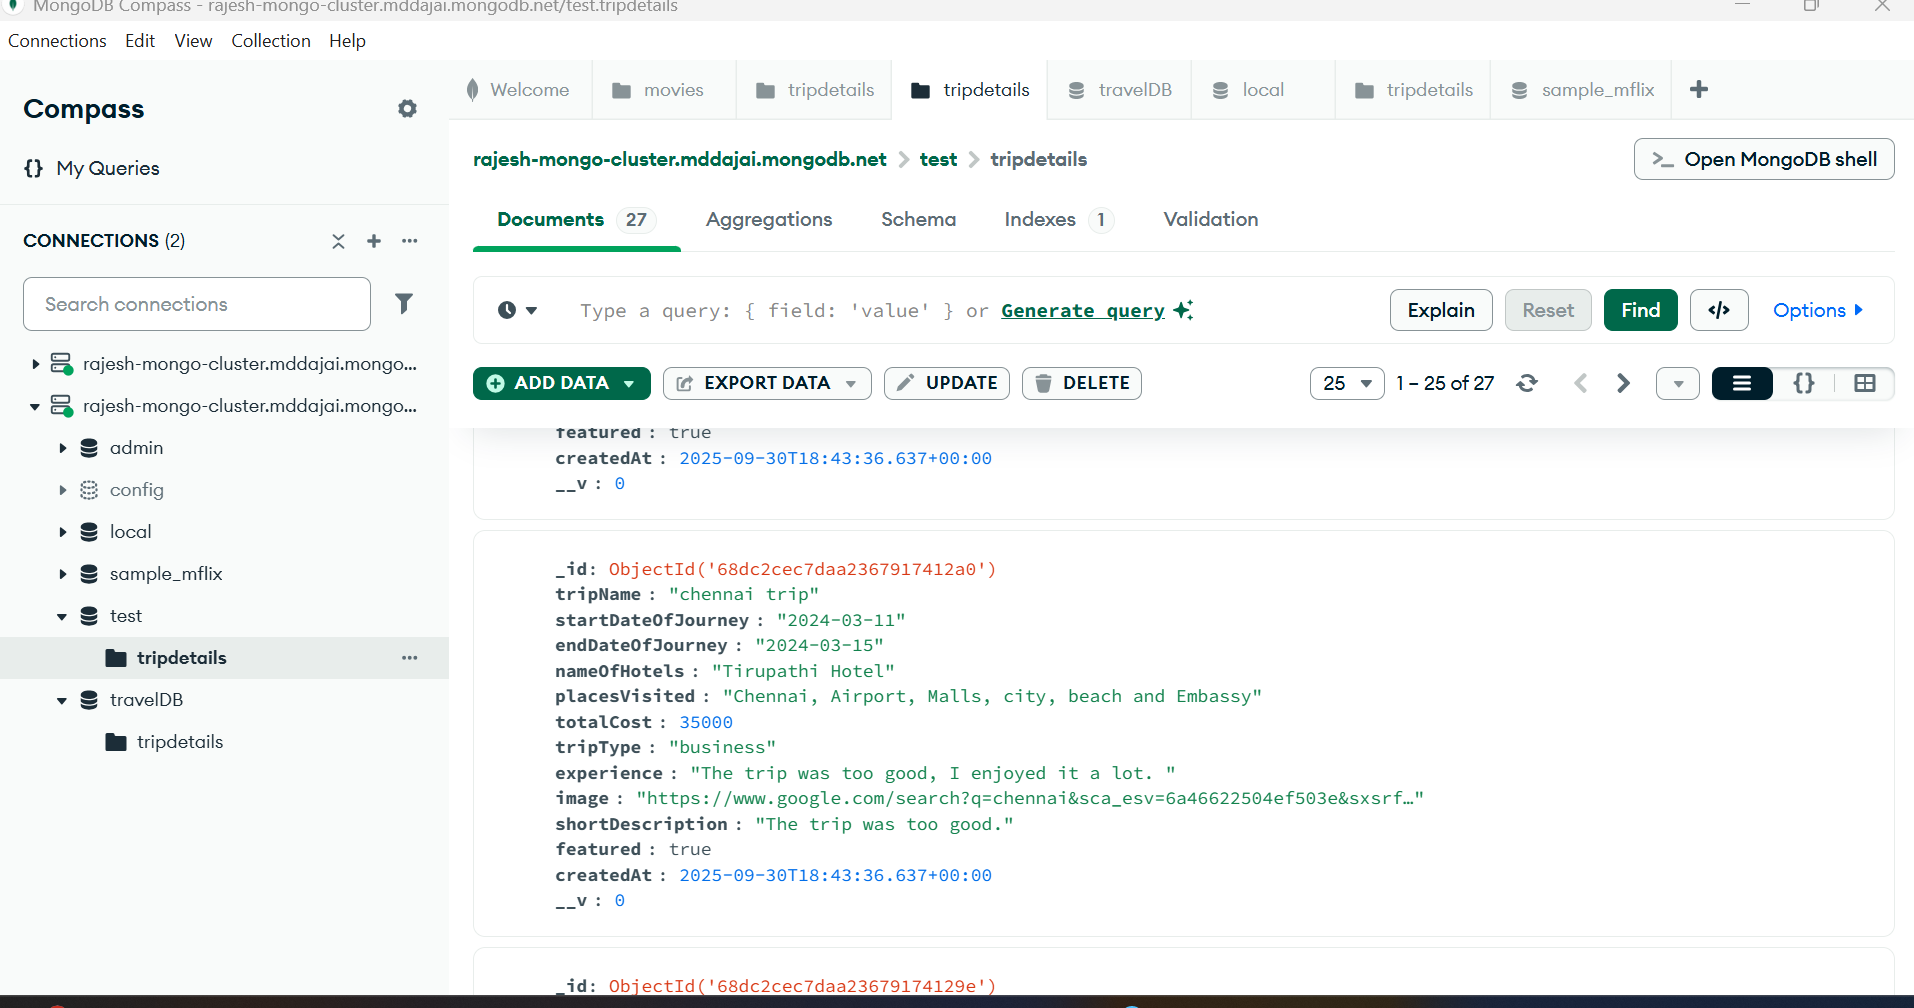 MongoDB Compass - rajesh-mongo-cluster.mddajai.mongodb.net/test.tripdetails
Connections Edit View Collection Help
Compass
{} My Queries
CONNECTIONS (2)
Search connections
rajesh-mongo-cluster.mddajai.mongo...
rajesh-mongo-cluster.mddajai.mongo...
admin
config
local
sample_mflix
test
tripdetails
travelDB
tripdetails
Welcome movies tripdetails tripdetails travelDB local tripdetails sample_mflix
rajesh-mongo-cluster.mddajai.mongodb.net > test > tripdetails
>_ Open MongoDB shell
Documents 27 Aggregations Schema Indexes 1 Validation
Type a query: { field: 'value' } or Generate query Explain Reset Find </> Options
ADD DATA EXPORT DATA UPDATE DELETE 25 1 – 25 of 27 {}
featured : true
createdAt : 2025-09-30T18:43:36.637+00:00
__v : 0
_id: ObjectId('68dc2cec7daa2367917412a0')
tripName : "chennai trip"
startDateOfJourney : "2024-03-11"
endDateOfJourney : "2024-03-15"
nameOfHotels : "Tirupathi Hotel"
placesVisited : "Chennai, Airport, Malls, city, beach and Embassy"
totalCost : 35000
tripType : "business"
experience : "The trip was too good, I enjoyed it a lot. "
image : "https://www.google.com/search?q=chennai&sca_esv=6a46622504ef503e&sxsrf…"
shortDescription : "The trip was too good."
featured : true
createdAt : 2025-09-30T18:43:36.637+00:00
__v : 0
_id: ObjectId('68dc2cec7daa23679174129e')